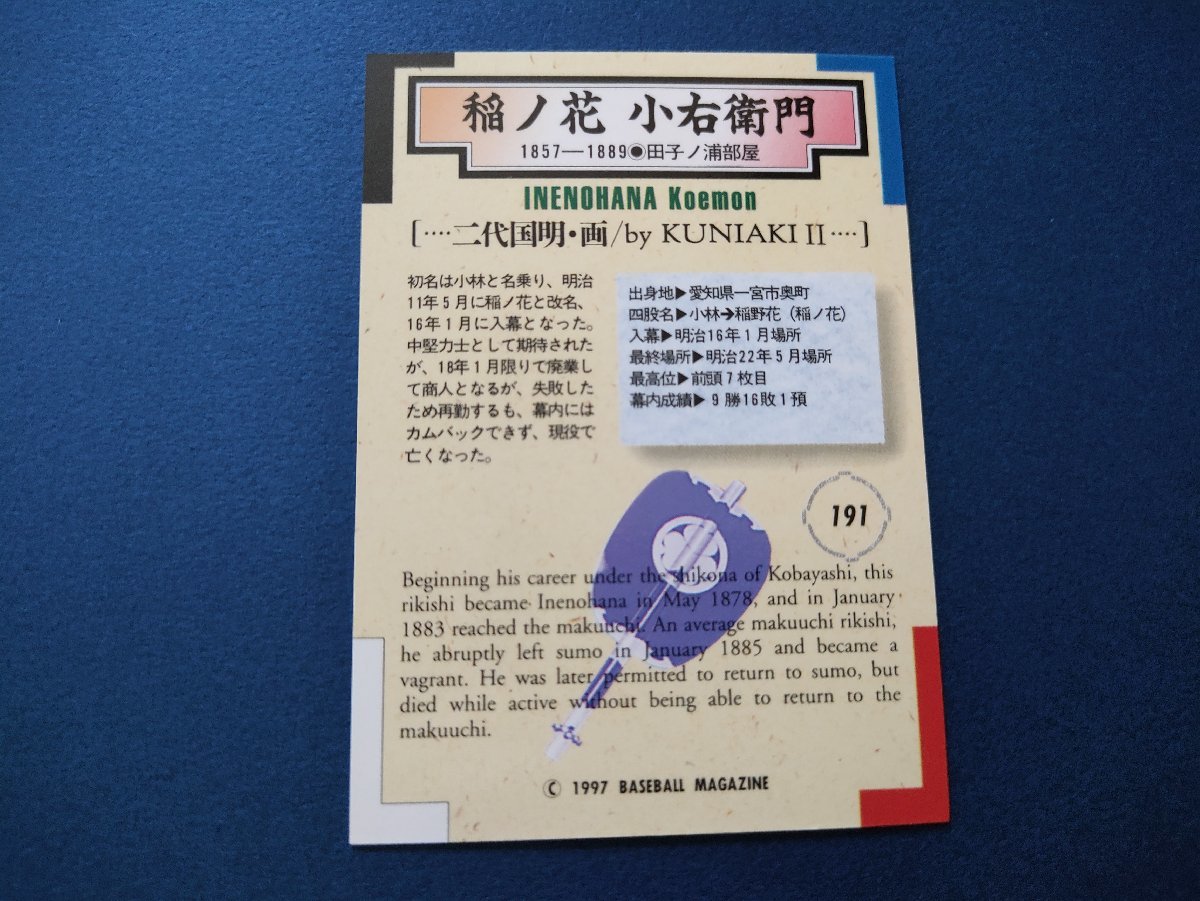 稲ノ花 小右衛門
1857―1889◉田子ノ浦部屋
INENOHANA Koemon
[····二代国明・画/by KUNIAKI II····]
初名は小林と名乗り、明治
11年5月に稲ノ花と改名、
16年1月に入幕となった。
中堅力士として期待された
が、18年1月限りで廃業し
て商人となるが、失敗した
ため再勤するも、幕内には
カムバックできず、現役で
亡くなった。
出身地▶愛知県一宮市奥町
四股名▶小林➔稲野花（稲ノ花）
入幕▶明治16年1月場所
最終場所▶明治22年5月場所
最高位▶前頭7枚目
幕内成績▶9勝16敗1預
191
Beginning his career under the shikona of Kobayashi, this
rikishi became Inenohana in May 1878, and in January
1883 reached the makuuchi. An average makuuchi rikishi,
he abruptly left sumo in January 1885 and became a
vagrant. He was later permitted to return to sumo, but
died while active without being able to return to the
makuuchi.
© 1997 BASEBALL MAGAZINE